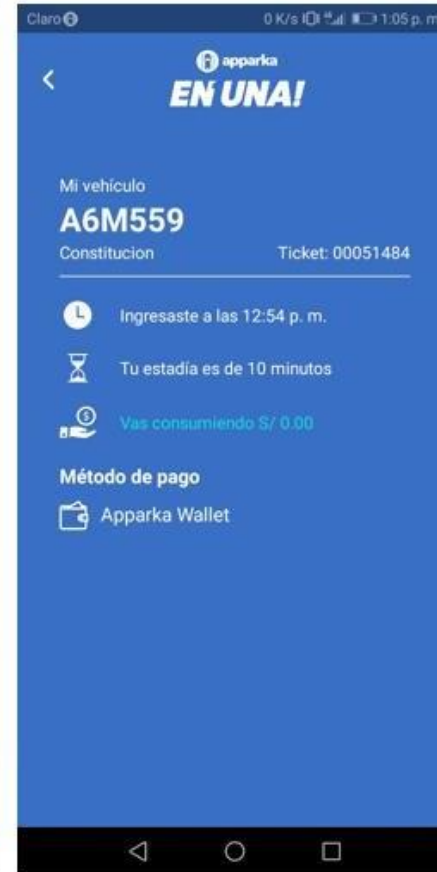 Claro 0 K/s 1:05 p. m
apparka
EN UNA!
Mi vehículo
A6M559
Constitucion Ticket: 00051484
Ingresaste a las 12:54 p. m.
Tu estadía es de 10 minutos
Vas consumiendo S/ 0.00
Método de pago
Apparka Wallet